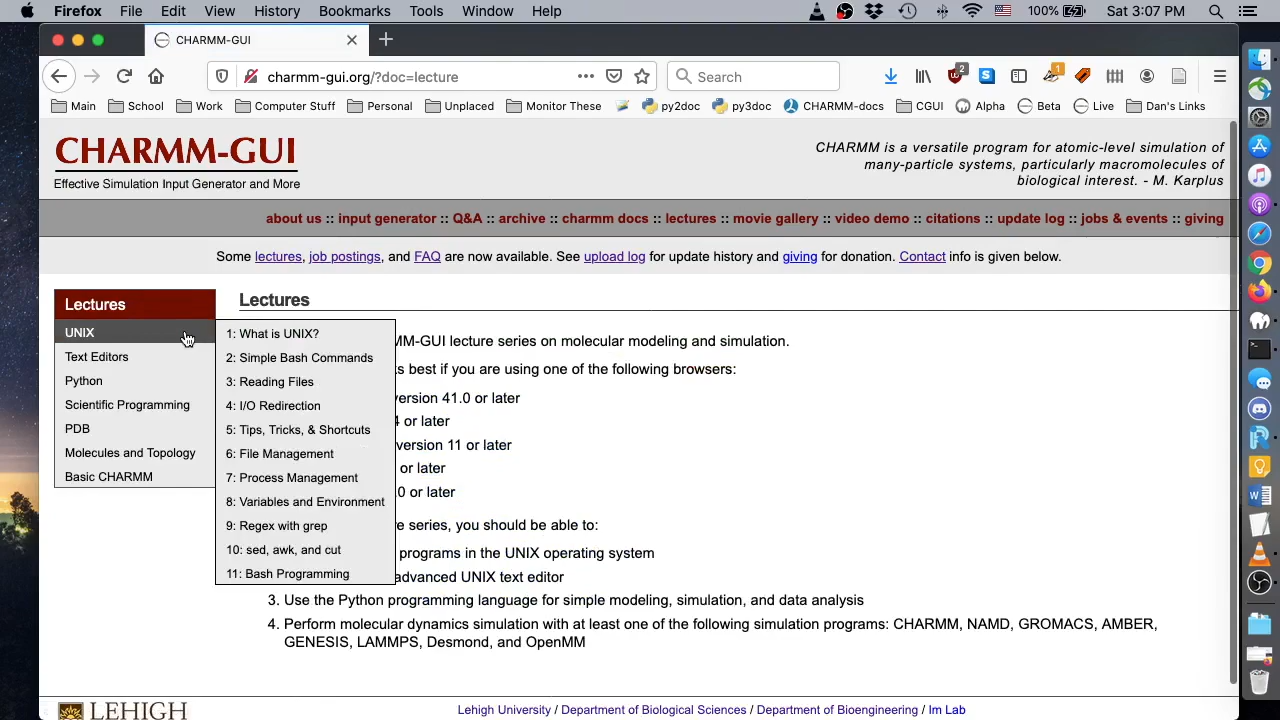 Firefox File Edit View History Bookmarks Tools Window Help 100% Sat 3:07 PM
CHARMM-GUI
charmm-gui.org/?doc=lecture Search 2 1
Main School Work Computer Stuff Personal Unplaced Monitor These py2doc py3doc CHARMM-docs CGUI Alpha Beta Live Dan's Links
CHARMM-GUI
Effective Simulation Input Generator and More
CHARMM is a versatile program for atomic-level simulation of
many-particle systems, particularly macromolecules of
biological interest. - M. Karplus
about us :: input generator :: Q&A :: archive :: charmm docs :: lectures :: movie gallery :: video demo :: citations :: update log :: jobs & events :: giving
Some lectures, job postings, and FAQ are now available. See upload log for update history and giving for donation. Contact info is given below.
Lectures
UNIX
Text Editors
Python
Scientific Programming
PDB
Molecules and Topology
Basic CHARMM
1: What is UNIX?
2: Simple Bash Commands
3: Reading Files
4: I/O Redirection
5: Tips, Tricks, & Shortcuts
6: File Management
7: Process Management
8: Variables and Environment
9: Regex with grep
10: sed, awk, and cut
11: Bash Programming
Lectures
MM-GUI lecture series on molecular modeling and simulation.
s best if you are using one of the following browsers:
version 41.0 or later
or later
version 11 or later
or later
.0 or later
re series, you should be able to:
programs in the UNIX operating system
advanced UNIX text editor
3. Use the Python programming language for simple modeling, simulation, and data analysis
4. Perform molecular dynamics simulation with at least one of the following simulation programs: CHARMM, NAMD, GROMACS, AMBER,
GENESIS, LAMMPS, Desmond, and OpenMM
LEHIGH
Lehigh University / Department of Biological Sciences / Department of Bioengineering / Im Lab